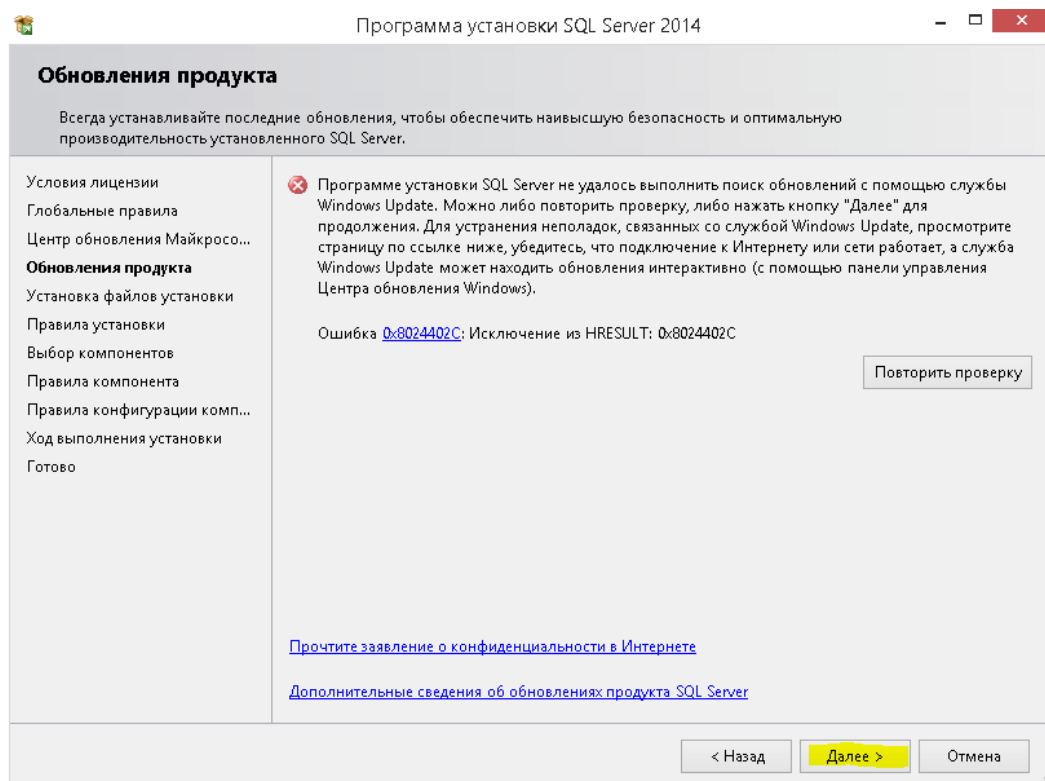 Программа установки SQL Server 2014
Обновления продукта
Всегда устанавливайте последние обновления, чтобы обеспечить наивысшую безопасность и оптимальную
производительность установленного SQL Server.
Условия лицензии
Глобальные правила
Центр обновления Майкросо...
Обновления продукта
Установка файлов установки
Правила установки
Выбор компонентов
Правила компонента
Правила конфигурации комп...
Ход выполнения установки
Готово
Программе установки SQL Server не удалось выполнить поиск обновлений с помощью службы
Windows Update. Можно либо повторить проверку, либо нажать кнопку "Далее" для
продолжения. Для устранения неполадок, связанных со службой Windows Update, просмотрите
страницу по ссылке ниже, убедитесь, что подключение к Интернету или сети работает, а служба
Windows Update может находить обновления интерактивно (с помощью панели управления
Центра обновления Windows).
Ошибка 0x8024402C: Исключение из HRESULT: 0x8024402C
Повторить проверку
Прочтите заявление о конфиденциальности в Интернете
Дополнительные сведения об обновлениях продукта SQL Server
< Назад
Далее >
Отмена